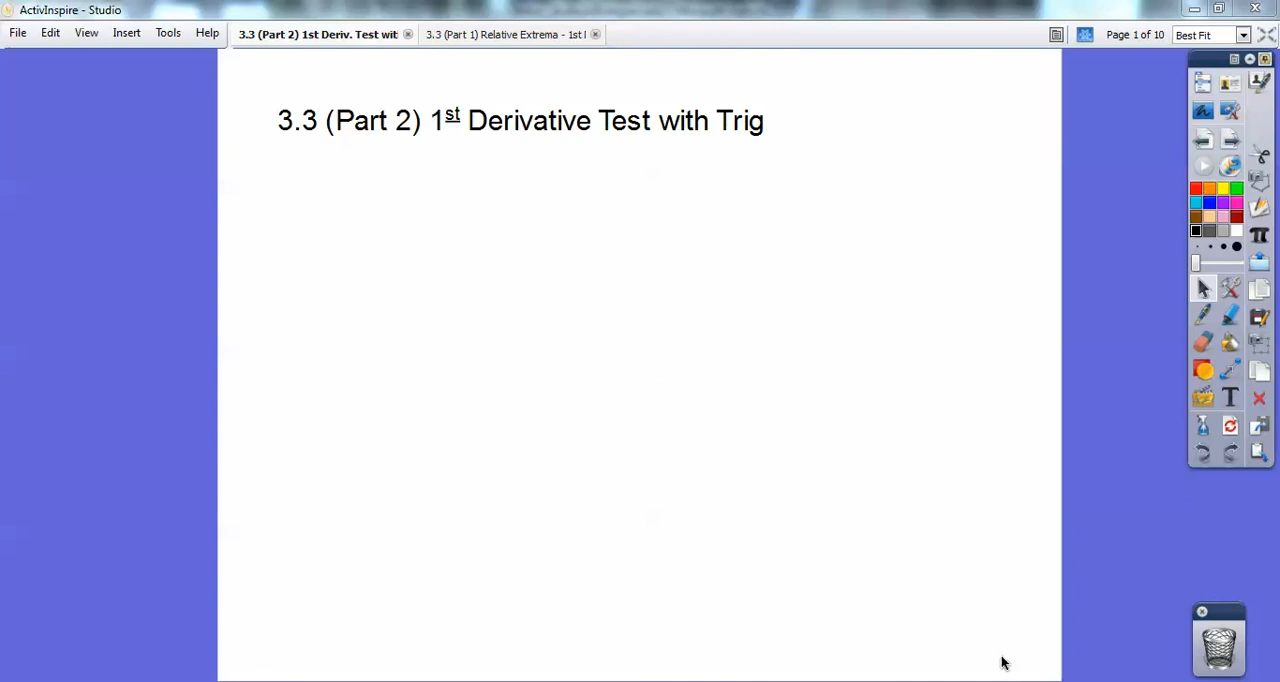 ActivInspire - Studio
File Edit View Insert Tools Help
3.3 (Part 2) 1st Deriv. Test wit
3.3 (Part 1) Relative Extrema - 1st I
Page 1 of 10
Best Fit
3.3 (Part 2) 1st Derivative Test with Trig